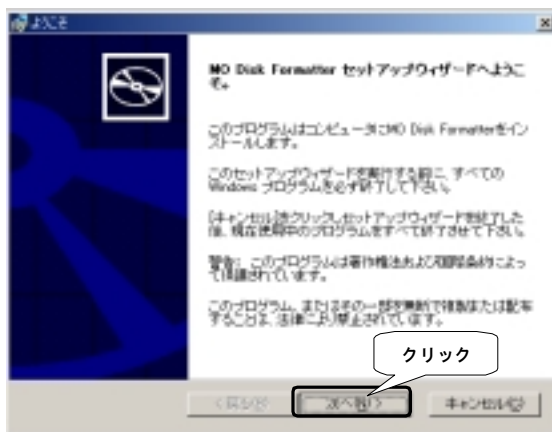 ようこそ
MO Disk Formatter セットアップウィザードへようこ
そ。
このプログラムはコンピュータにMO Disk Formatterをイン
ストールします。
このセットアップウィザードを実行する前に、すべての
Windows プログラムを必ず終了して下さい。
[キャンセル]をクリックし、セットアップウィザードを終了した
後、現在使用中のプログラムをすべて終了させて下さい。
警告: このプログラムは著作権法および国際条約によっ
て保護されています。
このプログラム、またはその一部を無断で複製または配布
することは、法律により禁止されています。
クリック
< 戻る(B)
次へ(N) >
キャンセル(C)